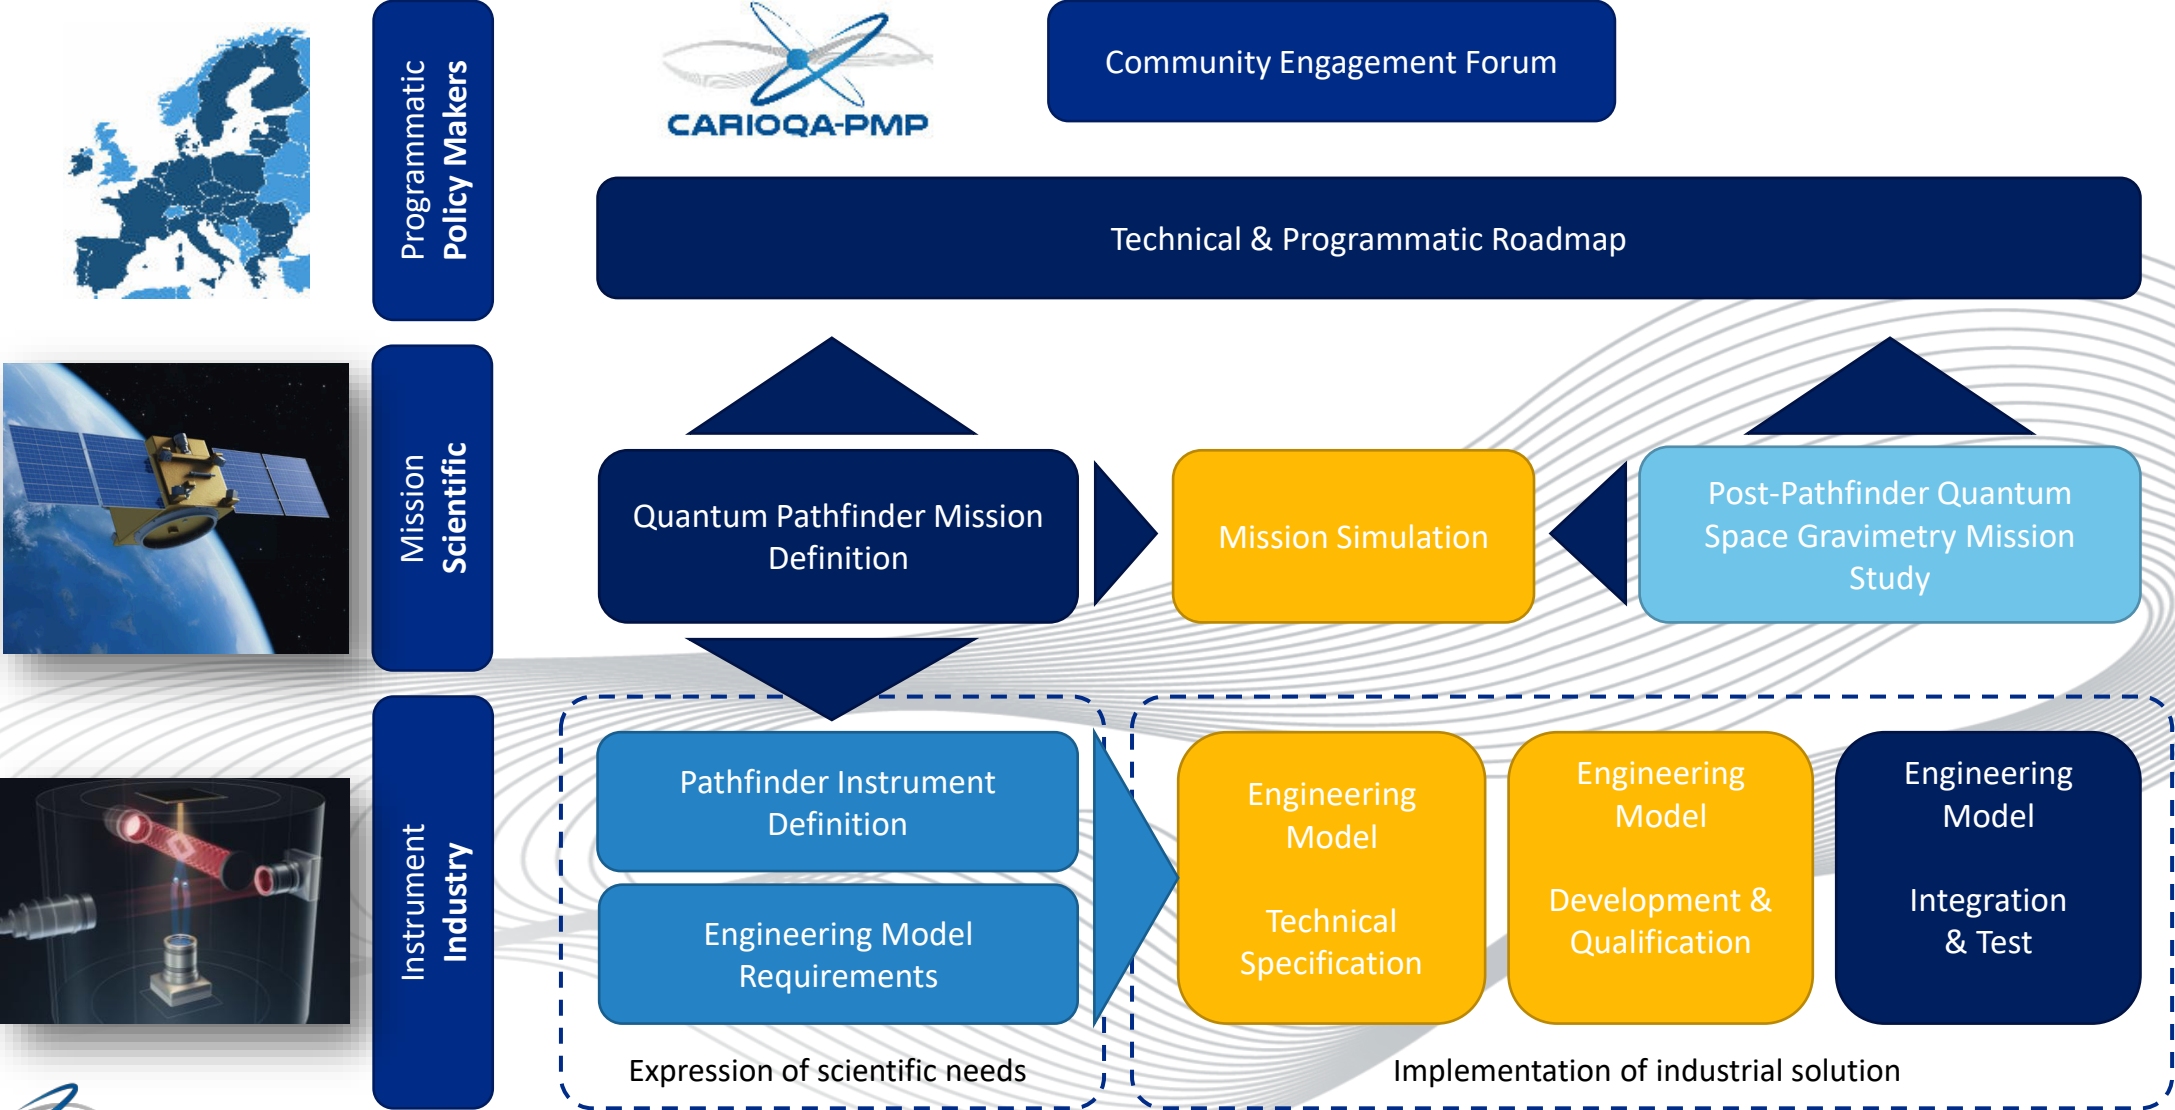 Programmatic
Policy Makers
CARIOQA-PMP
Community Engagement Forum
Technical & Programmatic Roadmap
Mission
Scientific
Quantum Pathfinder Mission
Definition
Mission Simulation
Post-Pathfinder Quantum
Space Gravimetry Mission
Study
Instrument
Industry
Pathfinder Instrument
Definition
Engineering Model
Requirements
Expression of scientific needs
Engineering
Model
Technical
Specification
Engineering
Model
Development &
Qualification
Engineering
Model
Integration
& Test
Implementation of industrial solution